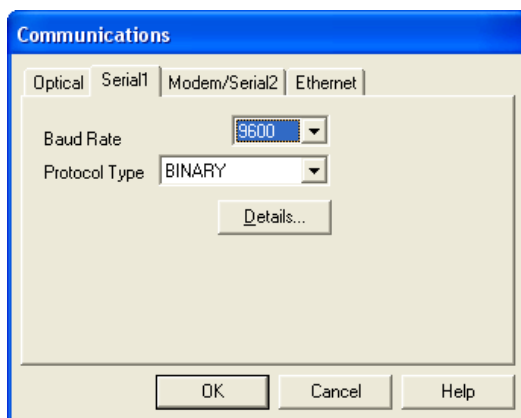 Communications
Optical Serial1 Modem/Serial2 Ethernet
Baud Rate 9600
Protocol Type BINARY
Details...
OK Cancel Help